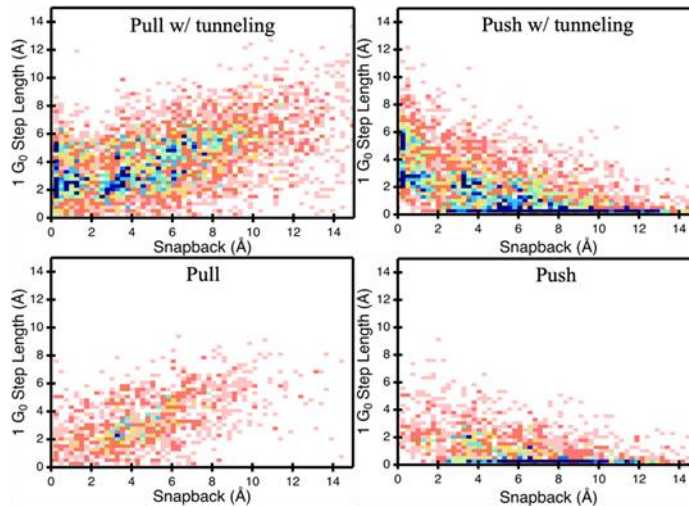 Pull w/ tunneling
Push w/ tunneling
1 G₀ Step Length (Å)
14
12
10
8
6
4
2
0
0 2 4 6 8 10 12 14
Snapback (Å)
1 G₀ Step Length (Å)
14
12
10
8
6
4
2
0
0 2 4 6 8 10 12 14
Snapback (Å)
Pull
Push
1 G₀ Step Length (Å)
14
12
10
8
6
4
2
0
0 2 4 6 8 10 12 14
Snapback (Å)
1 G₀ Step Length (Å)
14
12
10
8
6
4
2
0
0 2 4 6 8 10 12 14
Snapback (Å)